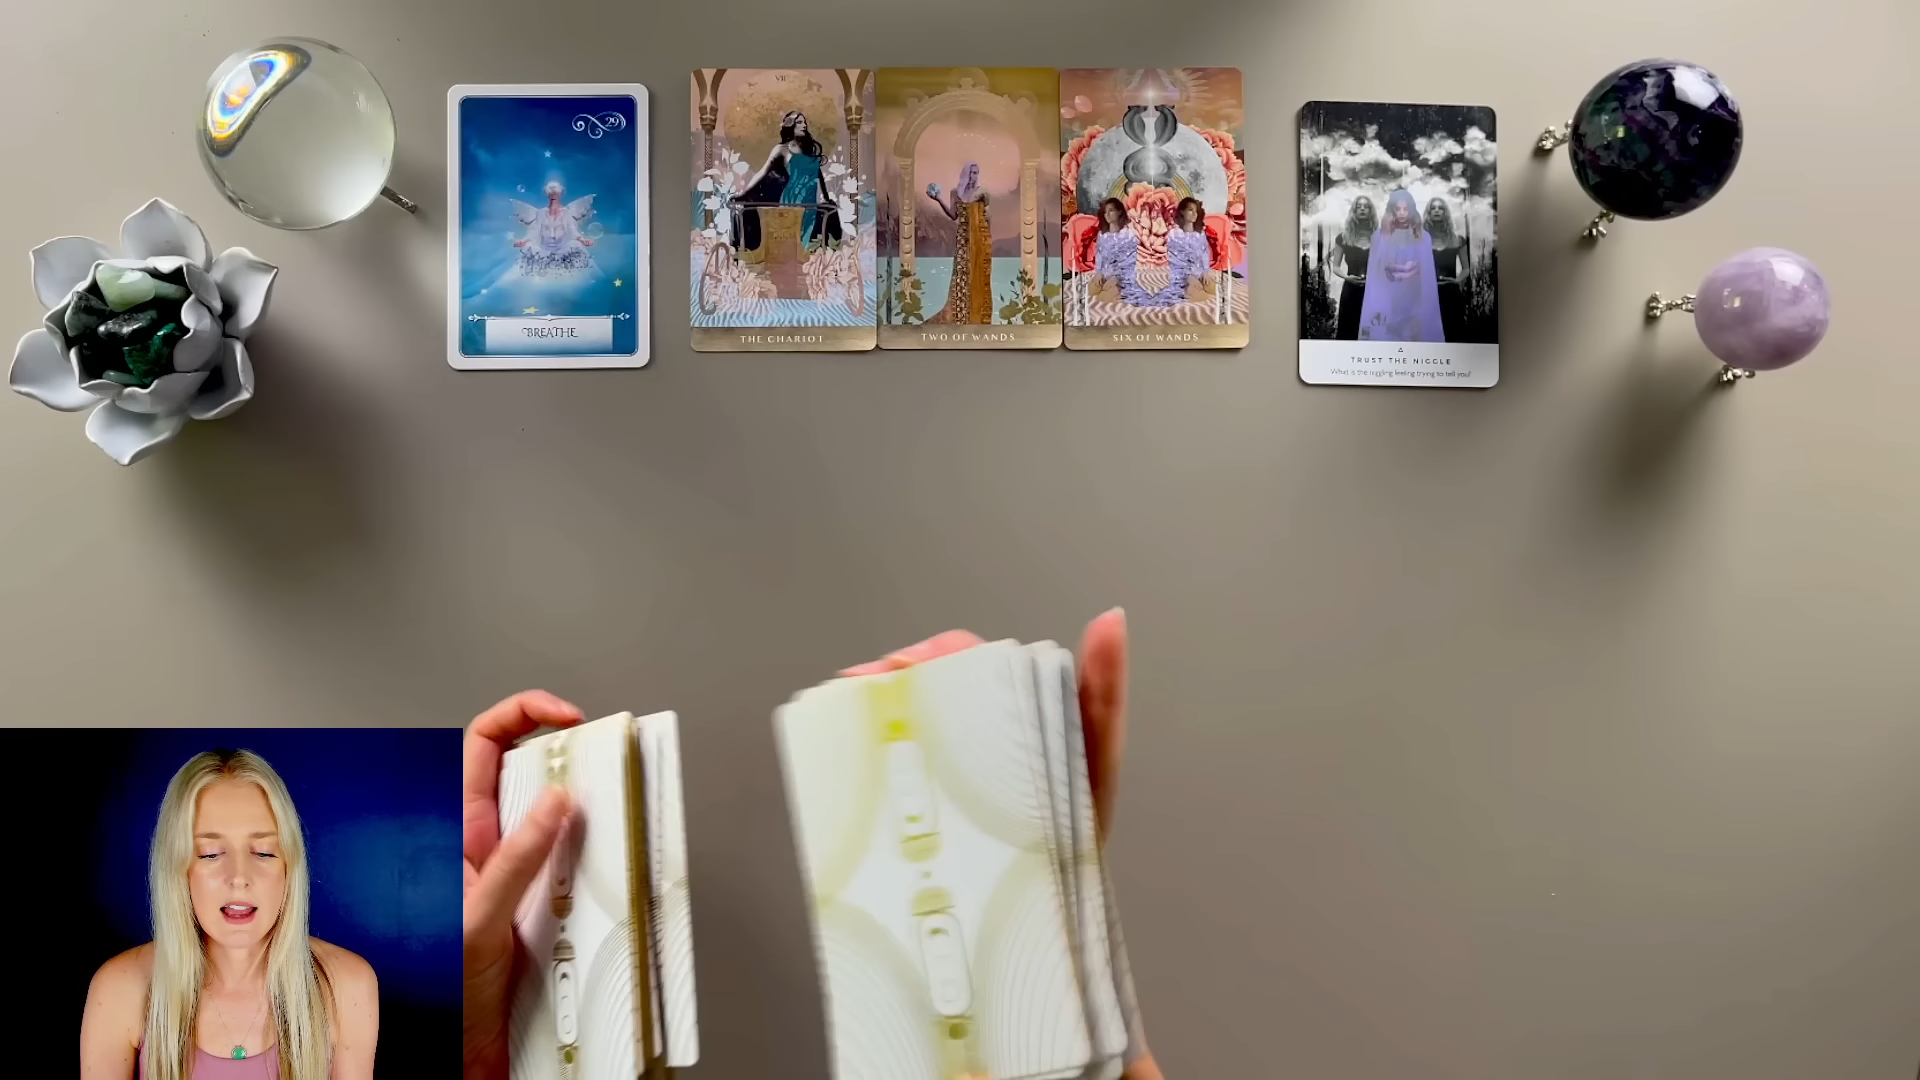 29
BREATHE
VII
THE CHARIOT
TWO OF WANDS
SIX OF WANDS
TRUST THE NIGGLE
What is the niggling feeling trying to tell you?